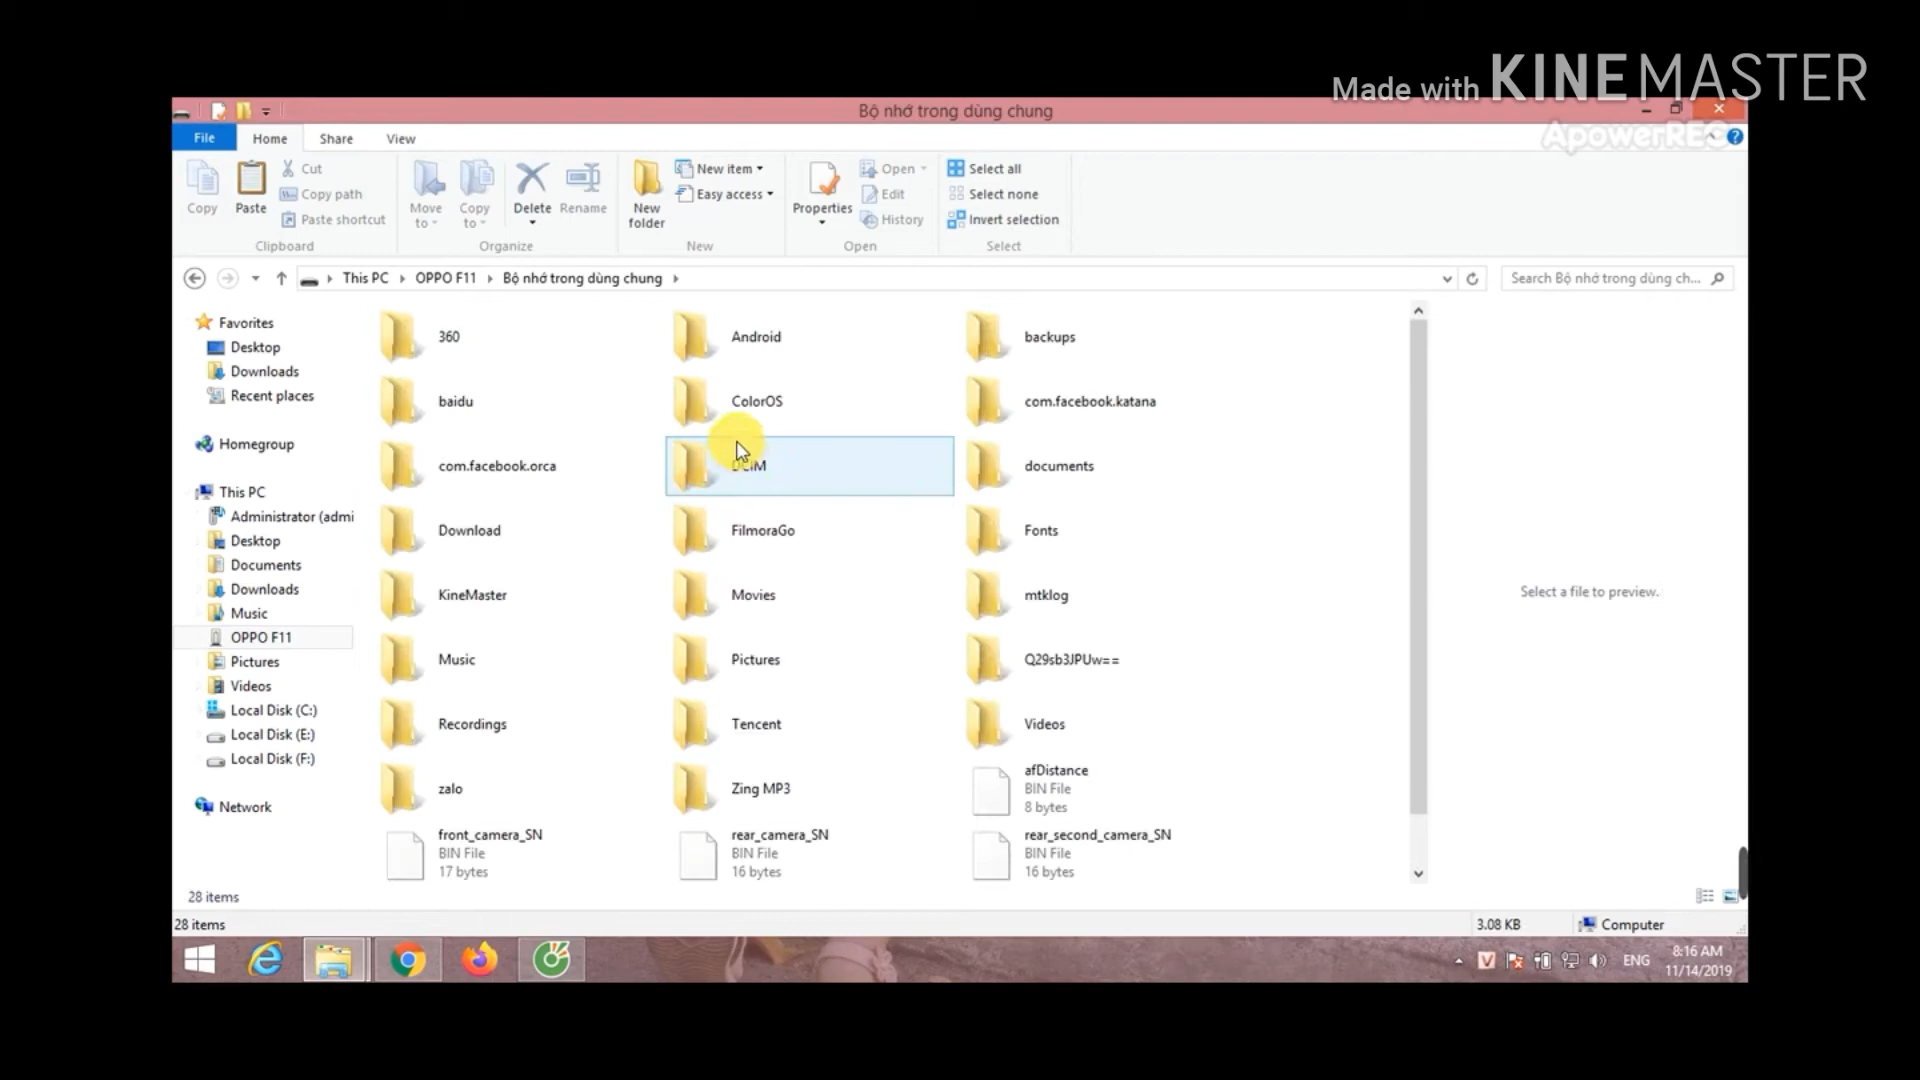 Made with KINEMASTER
Bộ nhớ trong dùng chung
ApowerREC
File Home Share View
Copy
Paste
Cut
Copy path
Paste shortcut
Clipboard
Move to
Copy to
Delete
Rename
Organize
New folder
New item
Easy access
New
Properties
Open
Edit
History
Open
Select all
Select none
Invert selection
Select
This PC OPPO F11 Bộ nhớ trong dùng chung
Search Bộ nhớ trong dùng ch...
Favorites
Desktop
Downloads
Recent places
Homegroup
This PC
Administrator (admi
Desktop
Documents
Downloads
Music
OPPO F11
Pictures
Videos
Local Disk (C:)
Local Disk (E:)
Local Disk (F:)
Network
360 Android backups
baidu ColorOS com.facebook.katana
com.facebook.orca DCIM documents
Download FilmoraGo Fonts
KineMaster Movies mtklog
Music Pictures Q29sb3JPUw==
Recordings Tencent Videos
zalo Zing MP3
afDistance
BIN File
8 bytes
front_camera_SN
BIN File
17 bytes
rear_camera_SN
BIN File
16 bytes
rear_second_camera_SN
BIN File
16 bytes
Select a file to preview.
28 items
28 items 3.08 KB Computer
ENG
8:16 AM
11/14/2019